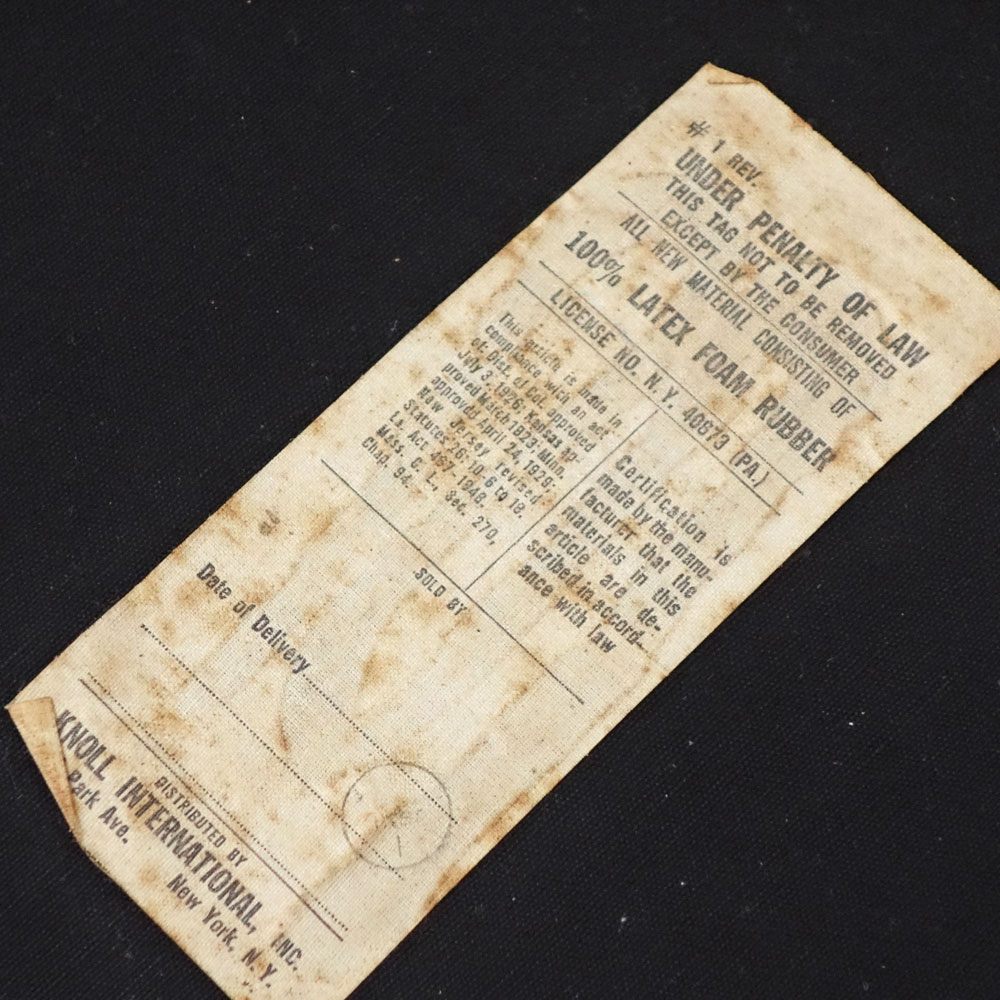 # 1 REV.
UNDER PENALTY OF LAW
THIS TAG NOT TO BE REMOVED
EXCEPT BY THE CONSUMER
ALL NEW MATERIAL CONSISTING OF
100% LATEX FOAM RUBBER
LICENSE NO. N.Y. 40673 (PA.)
This article is made in
compliance with an act
of Dist. of Col. approved
July 3, 1926; Kansas ap-
proved March 1923; Minn.
approved April 24, 1929;
New Jersey revised
Statutes 26:10-6 to 18.
La. Act 467-1948.
Mass. G. L., Sec. 270,
Chap. 94.
Certification is
made by the manu-
facturer that the
materials in this
article are de-
scribed in accord-
ance with law
SOLD BY
Date of Delivery
DISTRIBUTED BY
KNOLL INTERNATIONAL, INC.
Park Ave.
New York, N. Y.